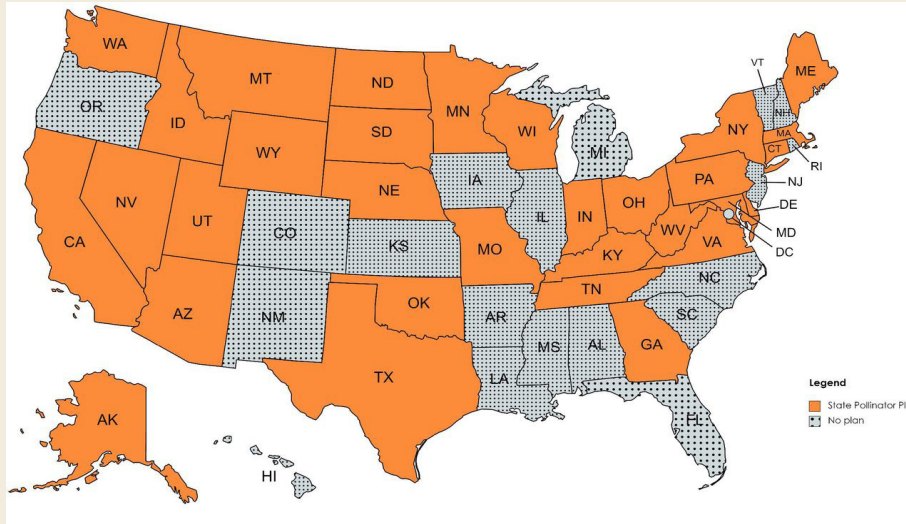 WA
MT
ND
MN
VT
ME
OR
ID
SD
WI
MI
NY
NH
MA
CT
RI
WY
NE
IA
PA
NJ
NV
UT
CO
KS
IL
IN
OH
WV
VA
DE
MD
DC
CA
MO
KY
AZ
NM
OK
AR
TN
NC
SC
TX
LA
MS
AL
GA
FL
AK
HI
Legend
State Pollinator Pl
No plan